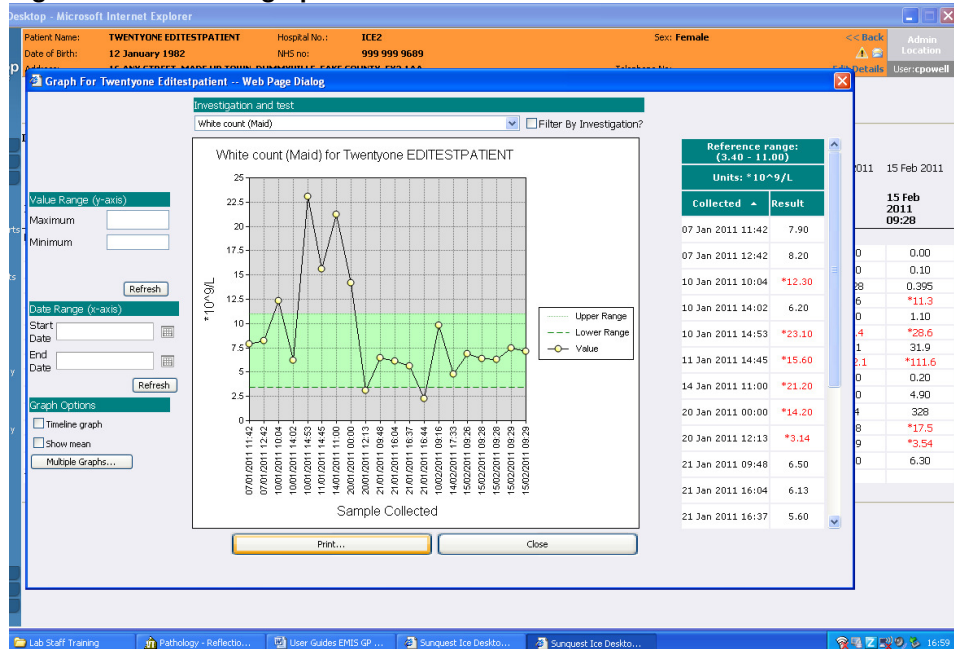 Desktop - Microsoft Internet Explorer
Patient Name: TWENTYONE EDITESTPATIENT Hospital No.: ICE2 Sex: Female << Back Admin
Date of Birth: 12 January 1982 NHS no: 999 999 9689 Location
User:cpowell
Graph For Twentyone Editestpatient -- Web Page Dialog
Investigation and test
White count (Maid) Filter By Investigation?
White count (Maid) for Twentyone EDITESTPATIENT
Value Range (y-axis)
Maximum
Minimum
Refresh
Date Range (x-axis)
Start
Date
End
Date
Refresh
Graph Options
Timeline graph
Show mean
Multiple Graphs...
*10^9/L
25
22.5
20
17.5
15
12.5
10
7.5
5
2.5
0
07/01/2011 11:42
07/01/2011 12:42
10/01/2011 10:04
10/01/2011 14:02
10/01/2011 14:53
11/01/2011 14:45
14/01/2011 11:00
20/01/2011 00:00
20/01/2011 12:13
21/01/2011 09:48
21/01/2011 16:04
21/01/2011 16:37
21/01/2011 16:44
10/02/2011 09:16
14/02/2011 17:33
15/02/2011 09:26
15/02/2011 09:28
15/02/2011 09:28
15/02/2011 09:29
15/02/2011 09:29
Sample Collected
Upper Range
Lower Range
Value
Reference range:
(3.40 - 11.00)
Units: *10^9/L
Collected Result
07 Jan 2011 11:42 7.90
07 Jan 2011 12:42 8.20
10 Jan 2011 10:04 *12.30
10 Jan 2011 14:02 6.20
10 Jan 2011 14:53 *23.10
11 Jan 2011 14:45 *15.60
14 Jan 2011 11:00 *21.20
20 Jan 2011 00:00 *14.20
20 Jan 2011 12:13 *3.14
21 Jan 2011 09:48 6.50
21 Jan 2011 16:04 6.13
21 Jan 2011 16:37 5.60
Print...
Close
2011 15 Feb 2011
15 Feb
2011
09:28
0.00
0.10
0.395
*11.3
1.10
*28.6
31.9
*111.6
0.20
4.90
328
*17.5
*3.54
6.30
Lab Staff Training
Pathology - Reflectio...
User Guides EMIS GP ...
Sunquest Ice Deskto...
Sunquest Ice Deskto...
16:59